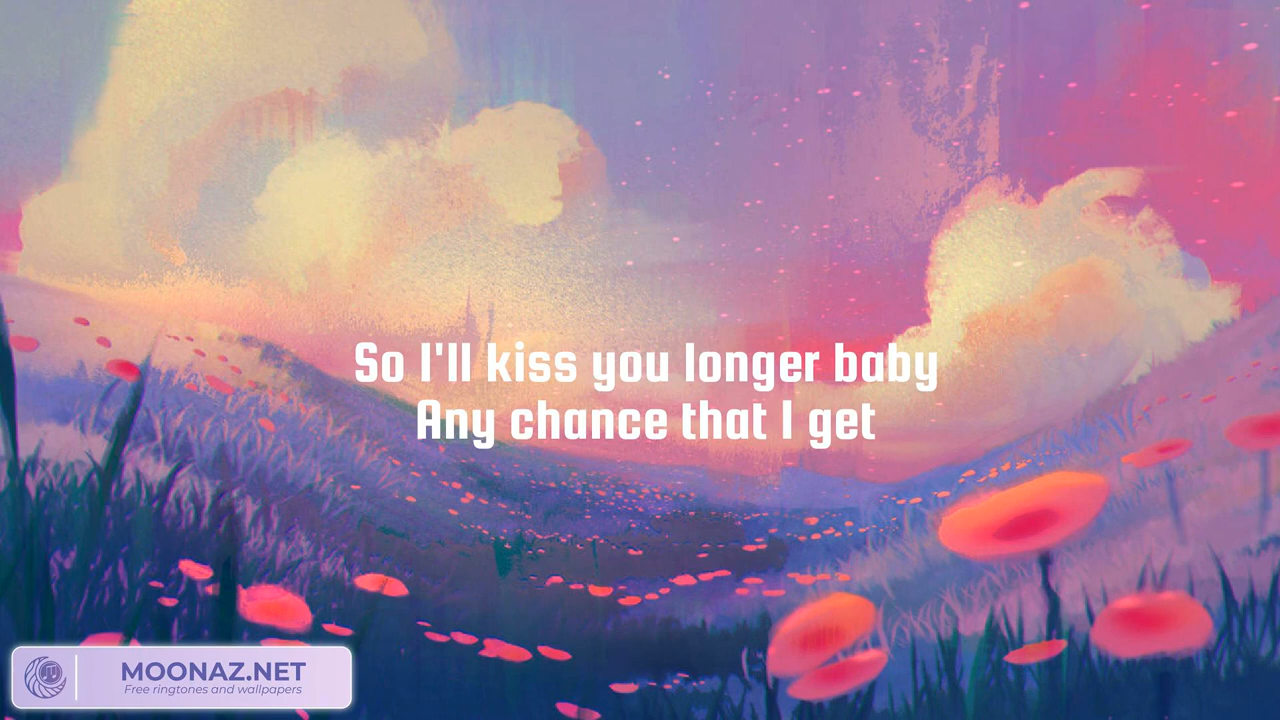 So I'll kiss you longer baby
Any chance that I get
MOONAZ.NET
Free ringtones and wallpapers